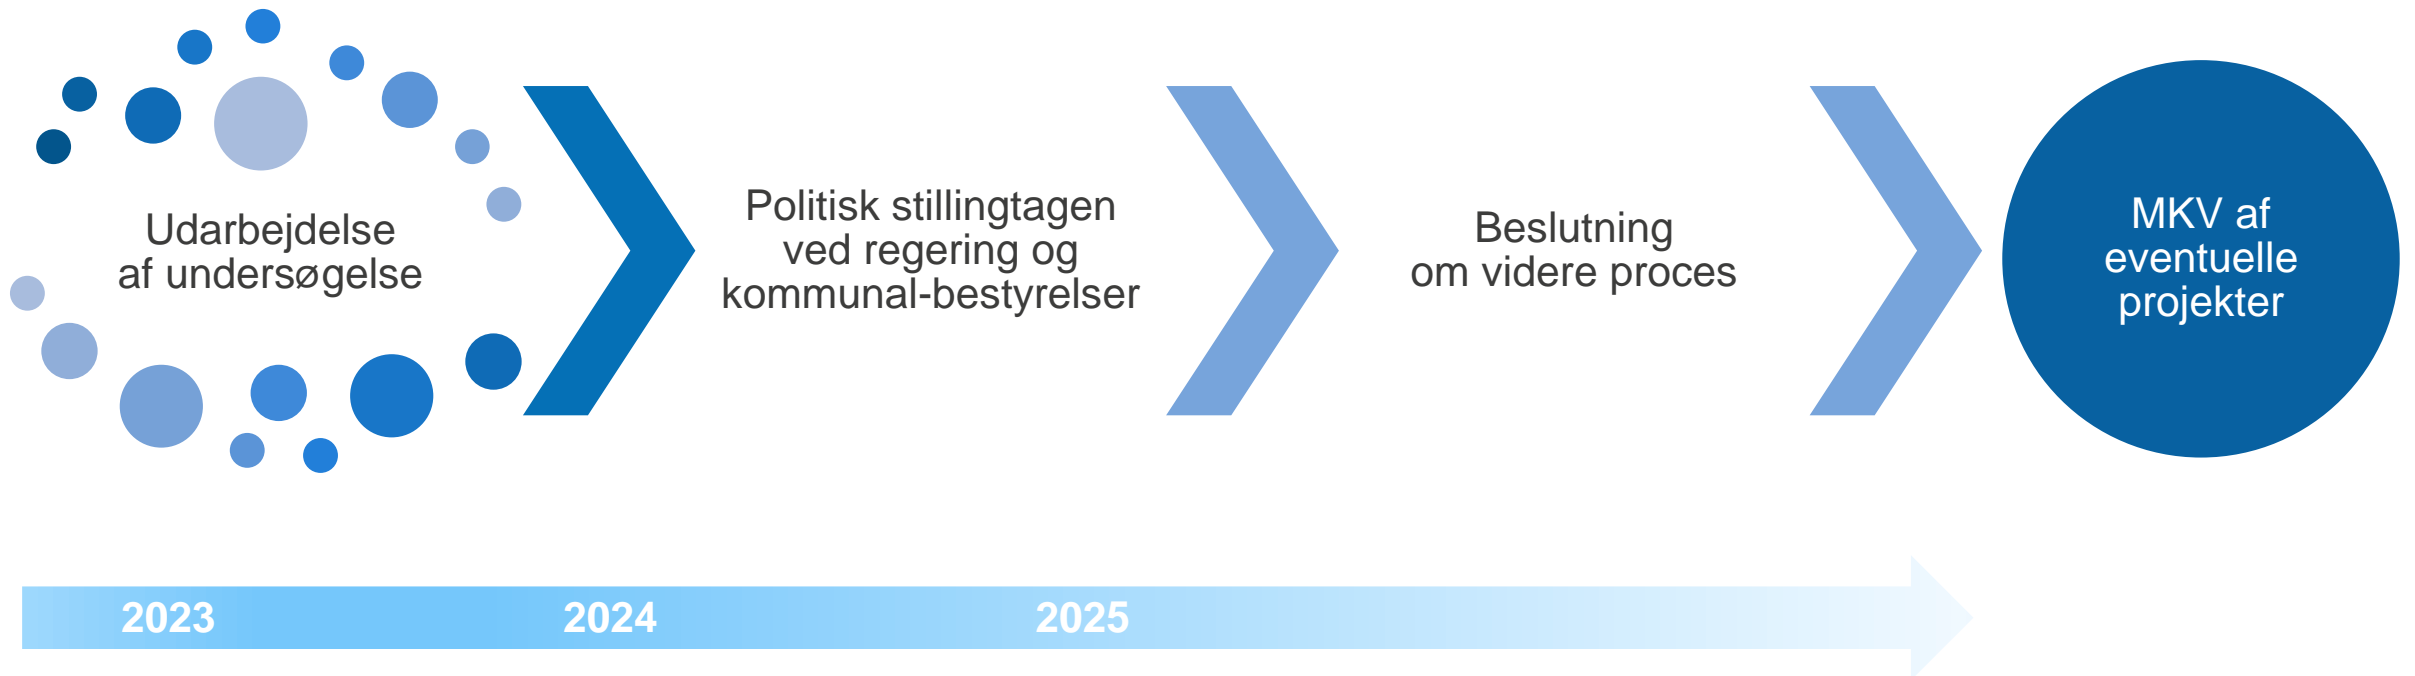 Udarbejdelse
af undersøgelse
Politisk stillingtagen
ved regering og
kommunal-bestyrelser
Beslutning
om videre proces
MKV af
eventuelle
projekter
2023
2024
2025